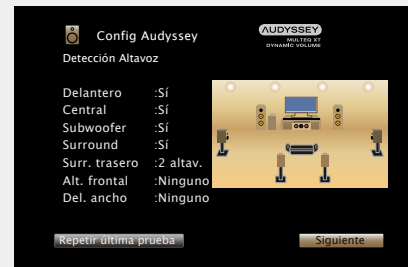 Config Audyssey
AUDYSSEY
MULTEQ XT
DYNAMIC VOLUME
Detección Altavoz
Delantero :Sí
Central :Sí
Subwoofer :Sí
Surround :Sí
Surr. trasero :2 altav.
Alt. frontal :Ninguno
Del. ancho :Ninguno
Repetir última prueba
Siguiente